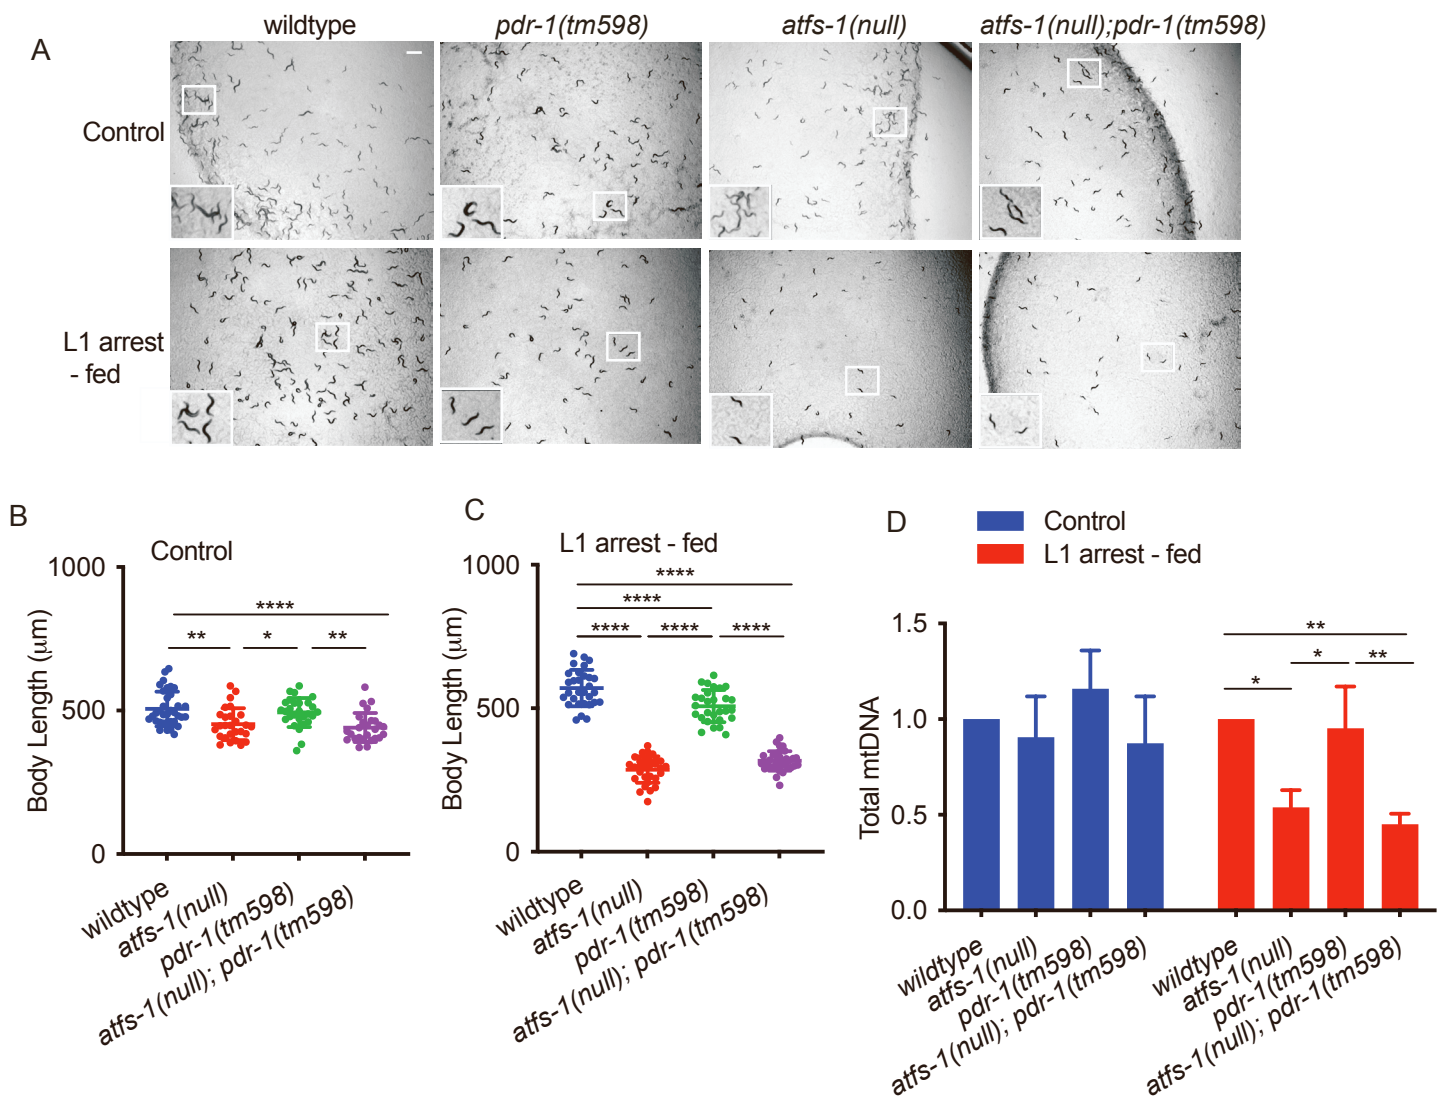 A
wildtype
pdr-1(tm598)
atfs-1(null)
atfs-1(null);pdr-1(tm598)
Control
L1 arrest
- fed
B
Control
Body Length (μm)
1000
500
0
****
** * **
wildtype
atfs-1(null)
pdr-1(tm598)
atfs-1(null); pdr-1(tm598)
C
L1 arrest - fed
Body Length (μm)
1000
500
0
****
****
**** **** ****
wildtype
atfs-1(null)
pdr-1(tm598)
atfs-1(null); pdr-1(tm598)
D
Control
L1 arrest - fed
Total mtDNA
1.5
1.0
0.5
0.0
**
* **
*
wildtype
atfs-1(null)
pdr-1(tm598)
atfs-1(null); pdr-1(tm598)
wildtype
atfs-1(null)
pdr-1(tm598)
atfs-1(null); pdr-1(tm598)